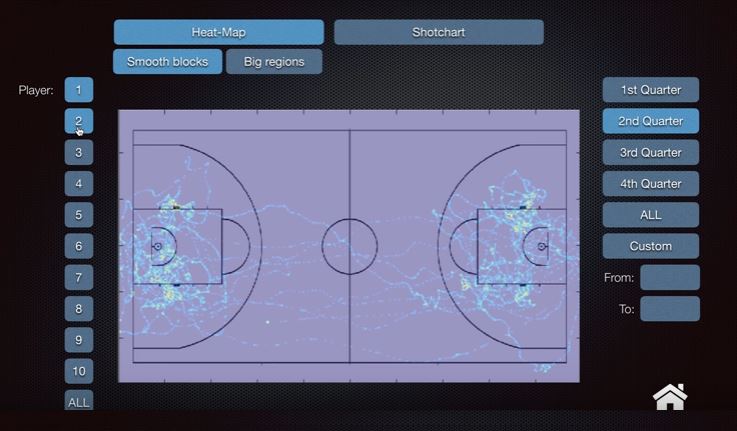 Heat-Map
Shotchart
Smooth blocks
Big regions
Player:
1
2
3
4
5
6
7
8
9
10
ALL
1st Quarter
2nd Quarter
3rd Quarter
4th Quarter
ALL
Custom
From:
To: